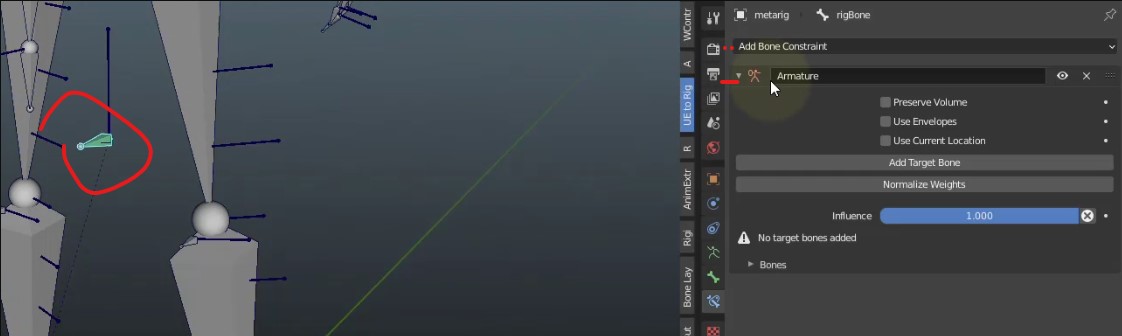 metarig rigBone
Add Bone Constraint
Armature
Preserve Volume
Use Envelopes
Use Current Location
Add Target Bone
Normalize Weights
Influence 1.000
No target bones added
Bones
WContr
A
UE to Rig
R
AnimExtr
Rigi
Bone Lay
ut